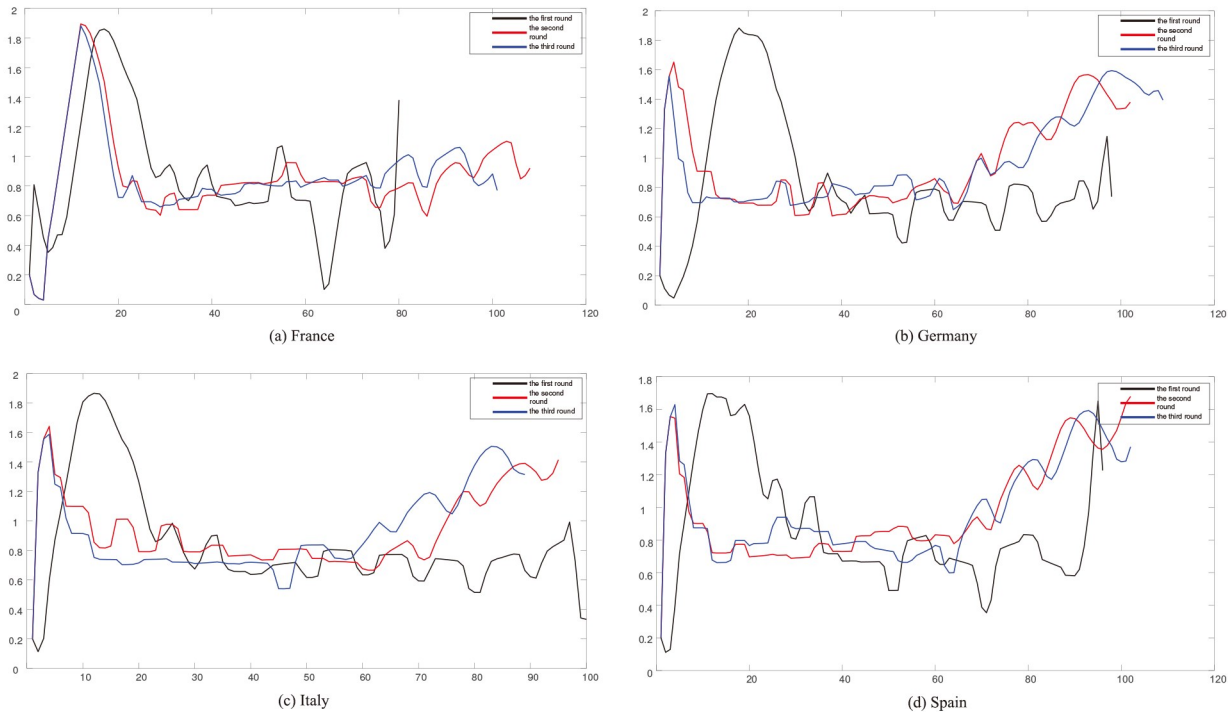 2
1.8
1.6
1.4
1.2
1
0.8
0.6
0.4
0.2
0
0 20 40 60 80 100 120
the first round
the second
round
the third round
(a) France
2
1.8
1.6
1.4
1.2
1
0.8
0.6
0.4
0.2
0
20 40 60 80 100 120
the first round
the second
round
the third round
(b) Germany
2
1.8
1.6
1.4
1.2
1
0.8
0.6
0.4
0.2
0
10 20 30 40 50 60 70 80 90 100
the first round
the second
round
the third round
(c) Italy
1.8
1.6
1.4
1.2
1
0.8
0.6
0.4
0.2
0
20 40 60 80 100 120
the first round
the second
round
the third round
(d) Spain